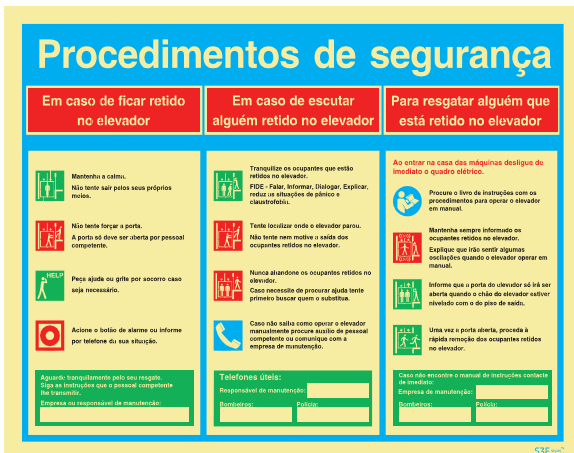 Procedimentos de segurança
Em caso de ficar retido
no elevador
Em caso de escutar
alguém retido no elevador
Para resgatar alguém que
está retido no elevador
Mantenha a calma.
Não tente sair pelos seus próprios
meios.
Não tente forçar a porta.
A porta só deve ser aberta por pessoal
competente.
HELP
Peça ajuda ou grite por socorro caso
seja necessário.
Acione o botão de alarme ou informe
por telefone da sua situação.
Aguarde tranquilamente pelo seu resgate.
Siga as instruções que o pessoal competente
lhe transmitir.
Empresa ou responsável de manutenção:
Tranquilize os ocupantes que estão
retidos no elevador.
FIDE - Falar, Informar, Dialogar, Explicar,
reduz as situações de pânico e
claustrofobia.
Tente localizar onde o elevador parou.
Não tente nem motive a saída dos
ocupantes retidos no elevador.
Nunca abandone os ocupantes retidos no
elevador.
Caso necessite de procurar ajuda tente
primeiro buscar quem o substitua.
Caso não saiba como operar o elevador
manualmente procure auxílio de pessoal
competente ou comunique com a
empresa de manutenção.
Telefones úteis:
Responsável de manutenção:
Bombeiros:
Polícia:
Ao entrar na casa das máquinas desligue de
imediato o quadro elétrico.
Procure o livro de instruções com os
procedimentos para operar o elevador
em manual.
Mantenha sempre informado os
ocupantes retidos no elevador.
Explique que irão sentir algumas
oscilações quando o elevador operar em
manual.
Informe que a porta do elevador só irá ser
aberta quando o chão do elevador estiver
nivelado com o do piso de saída.
Uma vez a porta aberta, proceda à
rápida remoção dos ocupantes retidos
no elevador.
Caso não encontre o manual de instruções contacte
de imediato:
Empresa de manutenção:
Bombeiros:
Polícia: